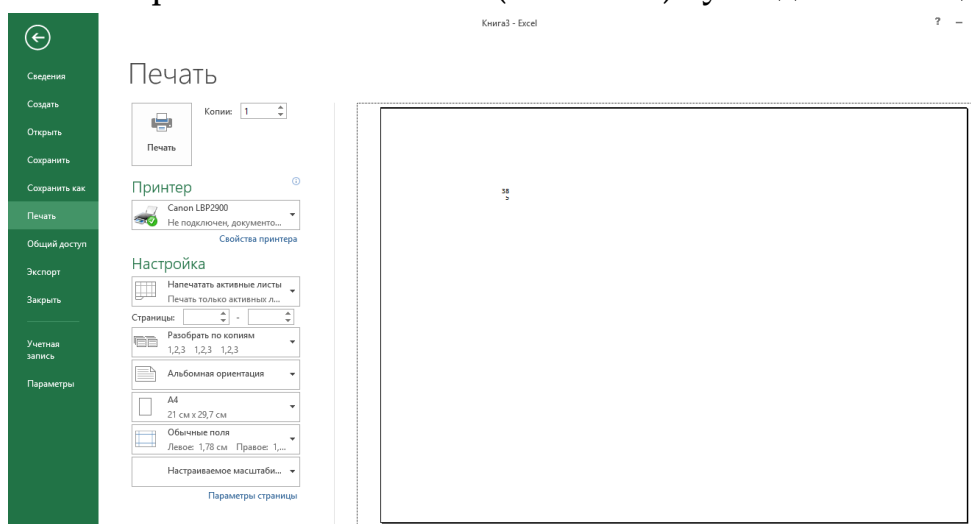 Книга3 - Excel
?
Сведения
Создать
Открыть
Сохранить
Сохранить как
Печать
Общий доступ
Экспорт
Закрыть
Учетная
запись
Параметры
Печать
Копии: 1
Печать
Принтер
Canon LBP2900
Не подключен, документо...
Свойства принтера
Настройка
Напечатать активные листы
Печать только активных л...
Страницы: -
Разобрать по копиям
1,2,3 1,2,3 1,2,3
Альбомная ориентация
A4
21 см x 29,7 см
Обычные поля
Левое: 1,78 см Правое: 1,...
Настраиваемое масштаби...
Параметры страницы
58
5